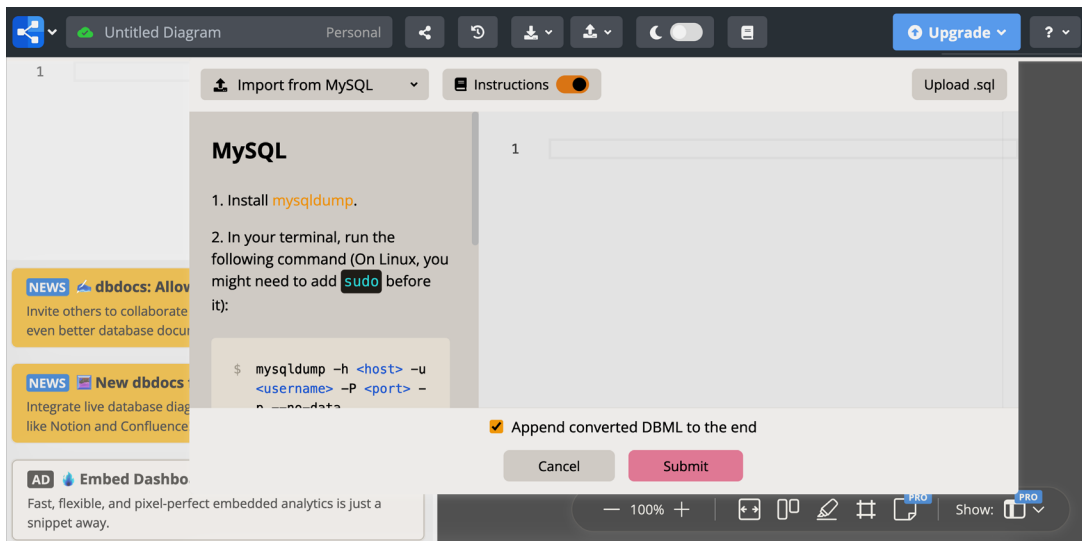 Untitled Diagram Personal Upgrade ?
1
Import from MySQL Instructions Upload .sql
MySQL
1. Install mysqldump.
2. In your terminal, run the
following command (On Linux, you
might need to add sudo before
it):
$ mysqldump -h <host> -u
<username> -P <port> -
p --no-data
1
NEWS dbdocs: Allow
Invite others to collaborate
even better database docu
NEWS New dbdocs
Integrate live database diag
like Notion and Confluence
AD Embed Dashbo
Fast, flexible, and pixel-perfect embedded analytics is just a
snippet away.
Append converted DBML to the end
Cancel Submit
100% PRO Show: PRO